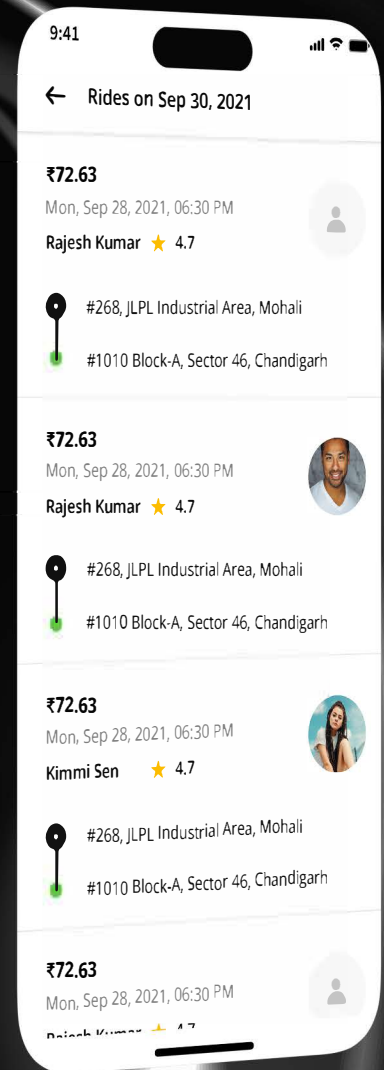 9:41
Rides on Sep 30, 2021
₹72.63
Mon, Sep 28, 2021, 06:30 PM
Rajesh Kumar 4.7
#268, JLPL Industrial Area, Mohali
#1010 Block-A, Sector 46, Chandigarh
₹72.63
Mon, Sep 28, 2021, 06:30 PM
Rajesh Kumar 4.7
#268, JLPL Industrial Area, Mohali
#1010 Block-A, Sector 46, Chandigarh
₹72.63
Mon, Sep 28, 2021, 06:30 PM
Kimmi Sen 4.7
#268, JLPL Industrial Area, Mohali
#1010 Block-A, Sector 46, Chandigarh
₹72.63
Mon, Sep 28, 2021, 06:30 PM
Rajesh Kumar 4.7